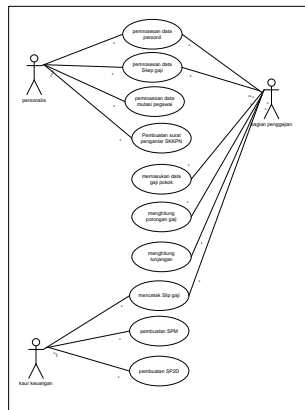 pemrosesan data
personil
pemrosesan data
Skep gaji
personalia
pemrosesan data
mutasi pegawai
bagian penggajian
Pembuatan surat
pengantar SKKPN
memasukan data
gaji pokok
menghitung
potongan gaji
menghitung
tunjangan
mencetak Slip gaji
pembuatan SPM
pembuatan SP2D
kaur keuangan